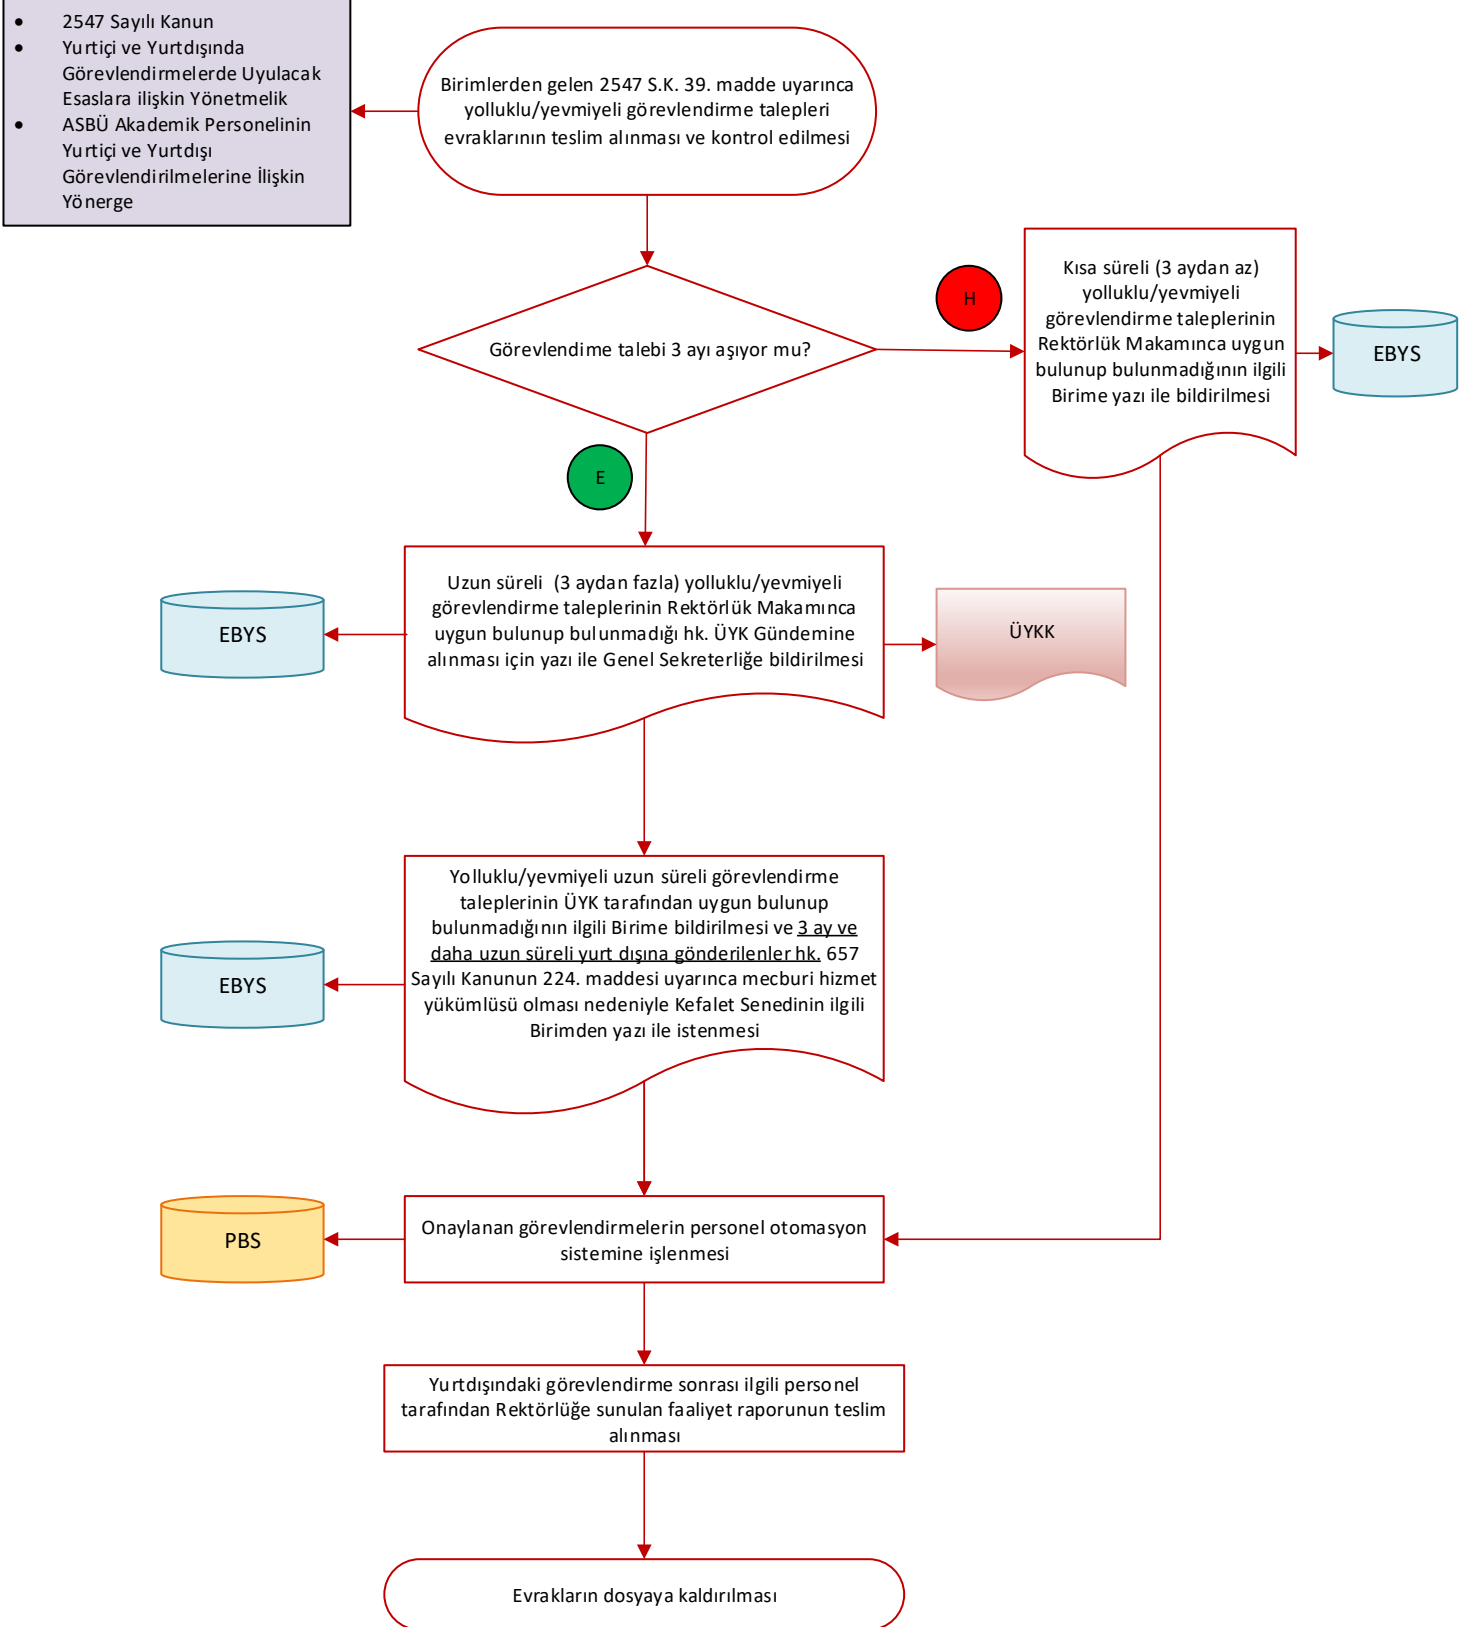 • 2547 Sayılı Kanun
• Yurtiçi ve Yurtdışında
Görevlendirmelerde Uyulacak
Esaslara ilişkin Yönetmelik
• ASBÜ Akademik Personelinin
Yurtiçi ve Yurtdışı
Görevlendirilmelerine İlişkin
Yönerge
Birimlerden gelen 2547 S.K. 39. madde uyarınca
yolluklu/yevmiyeli görevlendirme talepleri
evraklarının teslim alınması ve kontrol edilmesi
Görevlendime talebi 3 ayı aşıyor mu?
H
Kısa süreli (3 aydan az)
yolluklu/yevmiyeli
görevlendirme taleplerinin
Rektörlük Makamınca uygun
bulunup bulunmadığının ilgili
Birime yazı ile bildirilmesi
EBYS
E
Uzun süreli (3 aydan fazla) yolluklu/yevmiyeli
görevlendirme taleplerinin Rektörlük Makamınca
uygun bulunup bulunmadığı hk. ÜYK Gündemine
alınması için yazı ile Genel Sekreterliğe bildirilmesi
EBYS
ÜYKK
Yolluklu/yevmiyeli uzun süreli görevlendirme
taleplerinin ÜYK tarafından uygun bulunup
bulunmadığının ilgili Birime bildirilmesi ve 3 ay ve
daha uzun süreli yurt dışına gönderilenler hk. 657
Sayılı Kanunun 224. maddesi uyarınca mecburi hizmet
yükümlüsü olması nedeniyle Kefalet Senedinin ilgili
Birimden yazı ile istenmesi
EBYS
Onaylanan görevlendirmelerin personel otomasyon
sistemine işlenmesi
PBS
Yurtdışındaki görevlendirme sonrası ilgili personel
tarafından Rektörlüğe sunulan faaliyet raporunun teslim
alınması
Evrakların dosyaya kaldırılması